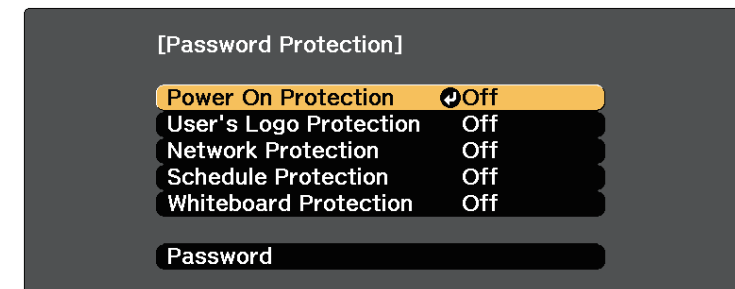 [Password Protection]
Power On Protection Off
User's Logo Protection Off
Network Protection Off
Schedule Protection Off
Whiteboard Protection Off
Password